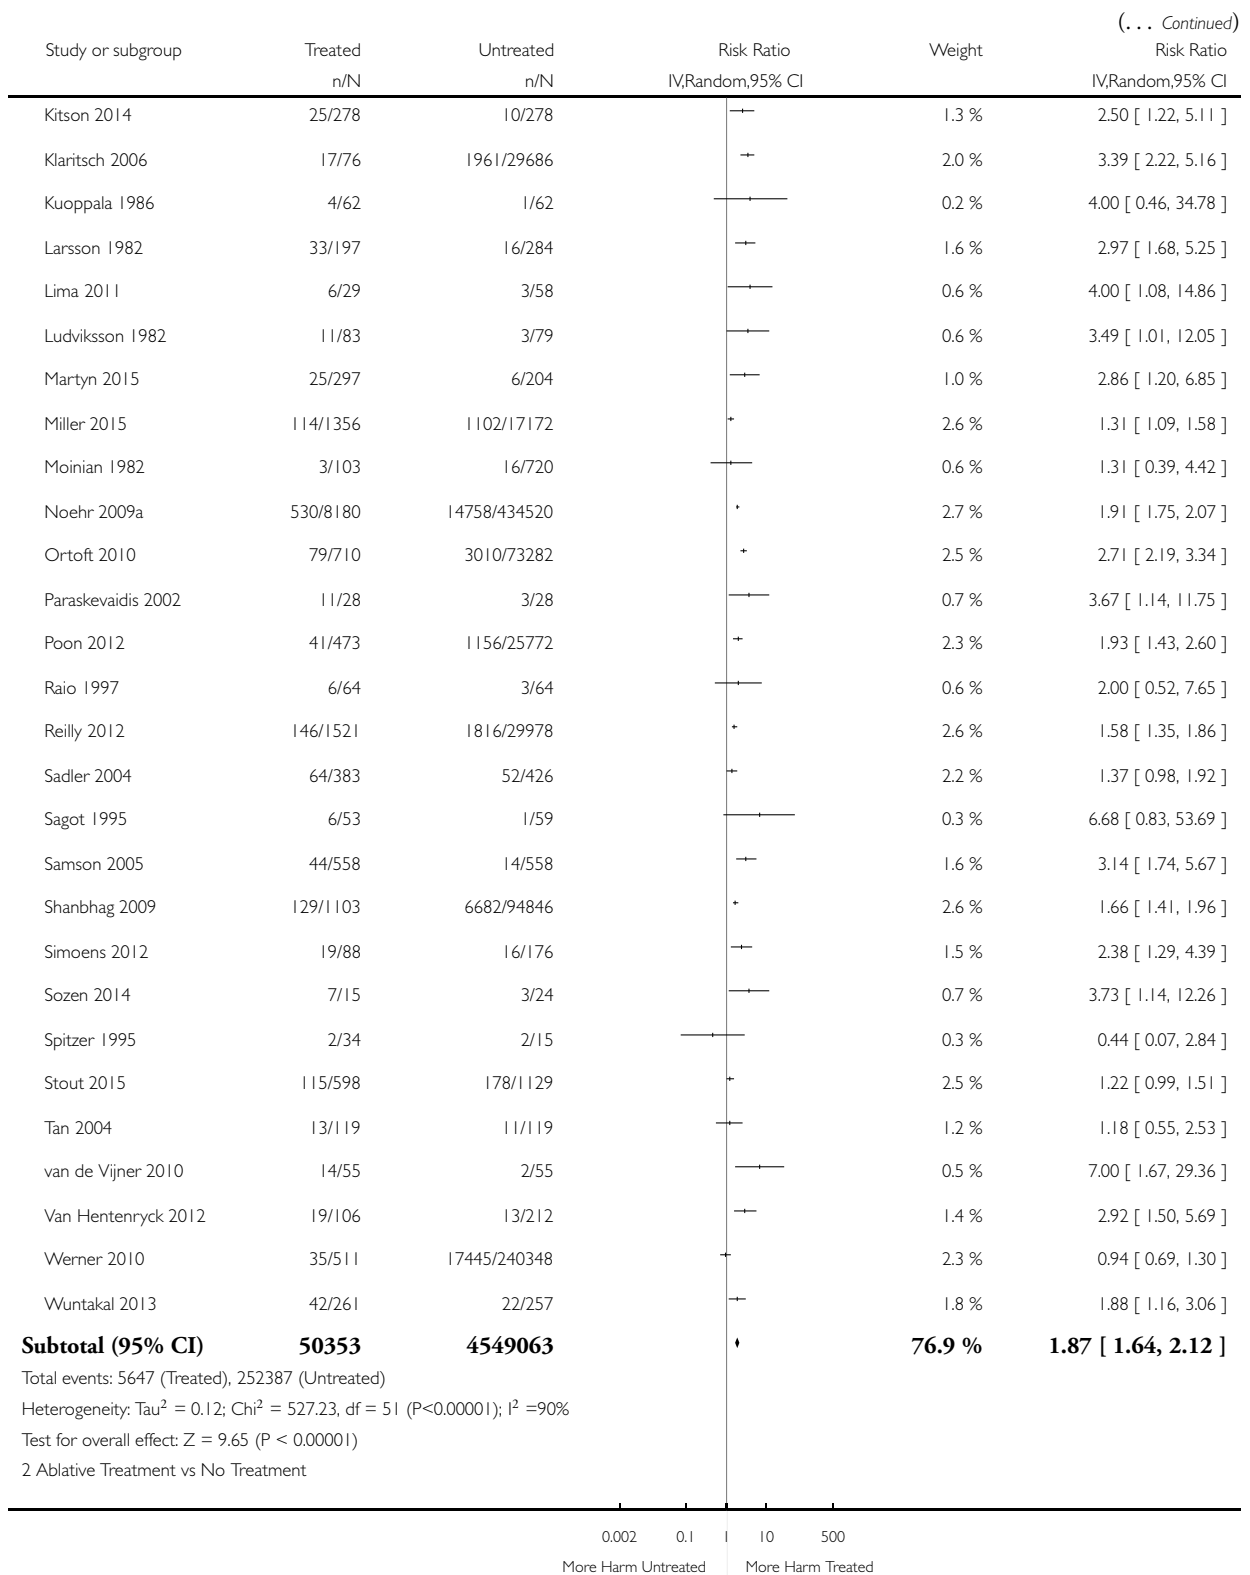 (... Continued)
Study or subgroup Treated Untreated Risk Ratio Weight Risk Ratio
n/N n/N IV,Random,95% CI IV,Random,95% CI
Kitson 2014 25/278 10/278 1.3 % 2.50 [ 1.22, 5.11 ]
Klaritsch 2006 17/76 1961/29686 2.0 % 3.39 [ 2.22, 5.16 ]
Kuoppala 1986 4/62 1/62 0.2 % 4.00 [ 0.46, 34.78 ]
Larsson 1982 33/197 16/284 1.6 % 2.97 [ 1.68, 5.25 ]
Lima 2011 6/29 3/58 0.6 % 4.00 [ 1.08, 14.86 ]
Ludviksson 1982 11/83 3/79 0.6 % 3.49 [ 1.01, 12.05 ]
Martyn 2015 25/297 6/204 1.0 % 2.86 [ 1.20, 6.85 ]
Miller 2015 114/1356 1102/17172 2.6 % 1.31 [ 1.09, 1.58 ]
Moinian 1982 3/103 16/720 0.6 % 1.31 [ 0.39, 4.42 ]
Noehr 2009a 530/8180 14758/434520 2.7 % 1.91 [ 1.75, 2.07 ]
Ortoft 2010 79/710 3010/73282 2.5 % 2.71 [ 2.19, 3.34 ]
Paraskevaidis 2002 11/28 3/28 0.7 % 3.67 [ 1.14, 11.75 ]
Poon 2012 41/473 1156/25772 2.3 % 1.93 [ 1.43, 2.60 ]
Raio 1997 6/64 3/64 0.6 % 2.00 [ 0.52, 7.65 ]
Reilly 2012 146/1521 1816/29978 2.6 % 1.58 [ 1.35, 1.86 ]
Sadler 2004 64/383 52/426 2.2 % 1.37 [ 0.98, 1.92 ]
Sagot 1995 6/53 1/59 0.3 % 6.68 [ 0.83, 53.69 ]
Samson 2005 44/558 14/558 1.6 % 3.14 [ 1.74, 5.67 ]
Shanbhag 2009 129/1103 6682/94846 2.6 % 1.66 [ 1.41, 1.96 ]
Simoens 2012 19/88 16/176 1.5 % 2.38 [ 1.29, 4.39 ]
Sozen 2014 7/15 3/24 0.7 % 3.73 [ 1.14, 12.26 ]
Spitzer 1995 2/34 2/15 0.3 % 0.44 [ 0.07, 2.84 ]
Stout 2015 115/598 178/1129 2.5 % 1.22 [ 0.99, 1.51 ]
Tan 2004 13/119 11/119 1.2 % 1.18 [ 0.55, 2.53 ]
van de Vijner 2010 14/55 2/55 0.5 % 7.00 [ 1.67, 29.36 ]
Van Hentenryck 2012 19/106 13/212 1.4 % 2.92 [ 1.50, 5.69 ]
Werner 2010 35/511 17445/240348 2.3 % 0.94 [ 0.69, 1.30 ]
Wuntakal 2013 42/261 22/257 1.8 % 1.88 [ 1.16, 3.06 ]
Subtotal (95% CI) 50353 4549063 76.9 % 1.87 [ 1.64, 2.12 ]
Total events: 5647 (Treated), 252387 (Untreated)
Heterogeneity: Tau² = 0.12; Chi² = 527.23, df = 51 (P<0.00001); I² =90%
Test for overall effect: Z = 9.65 (P < 0.00001)
2 Ablative Treatment vs No Treatment
0.002 0.1 1 10 500
More Harm Untreated More Harm Treated